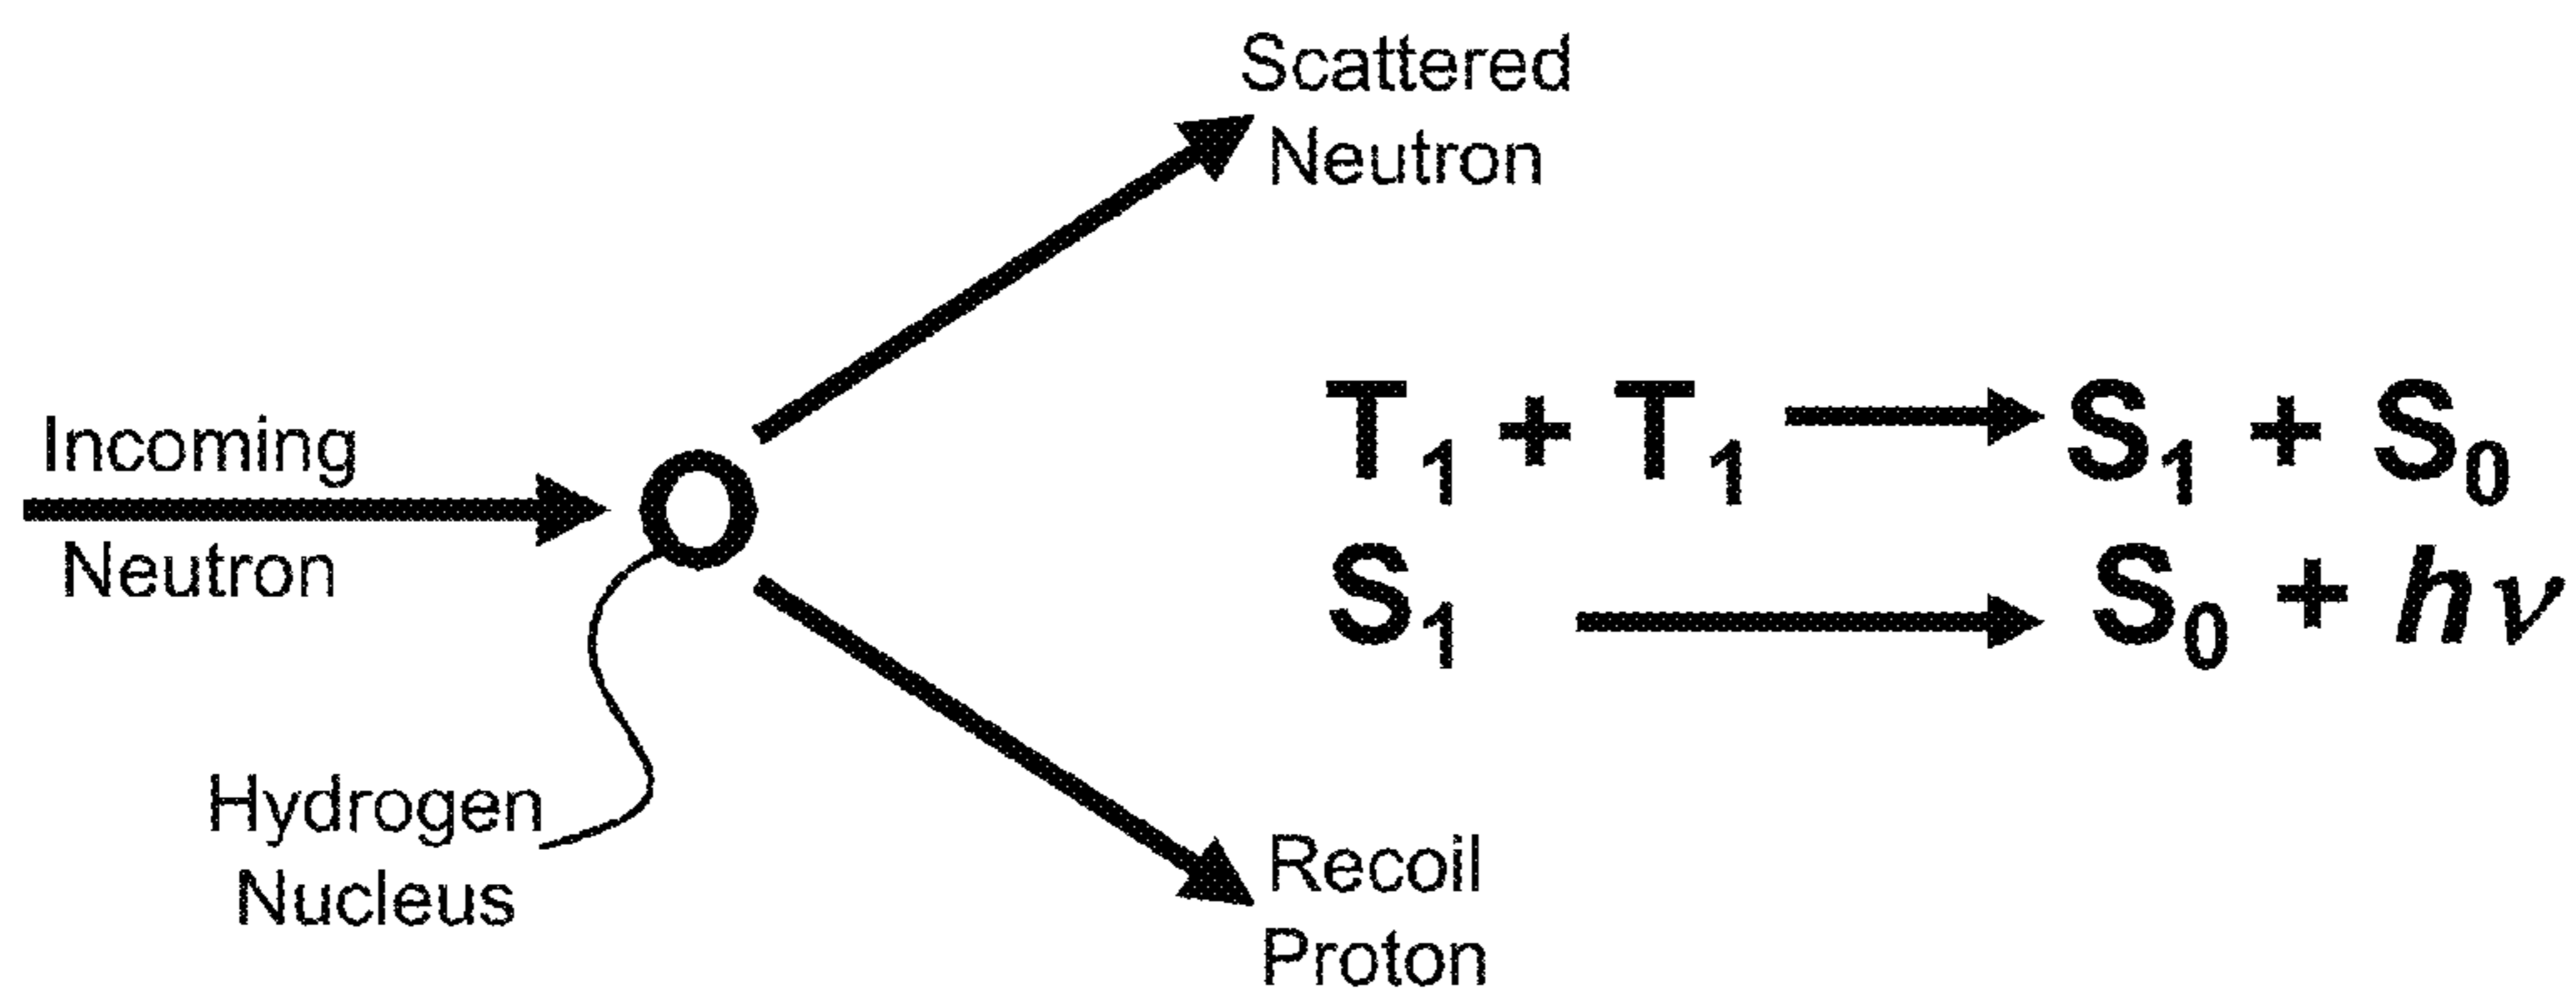 Scattered
Neutron
Incoming
Neutron
T₁ + T₁ ⟶ S₁ + S₀
S₁ ⟶ S₀ + hν
Hydrogen
Nucleus
Recoil
Proton